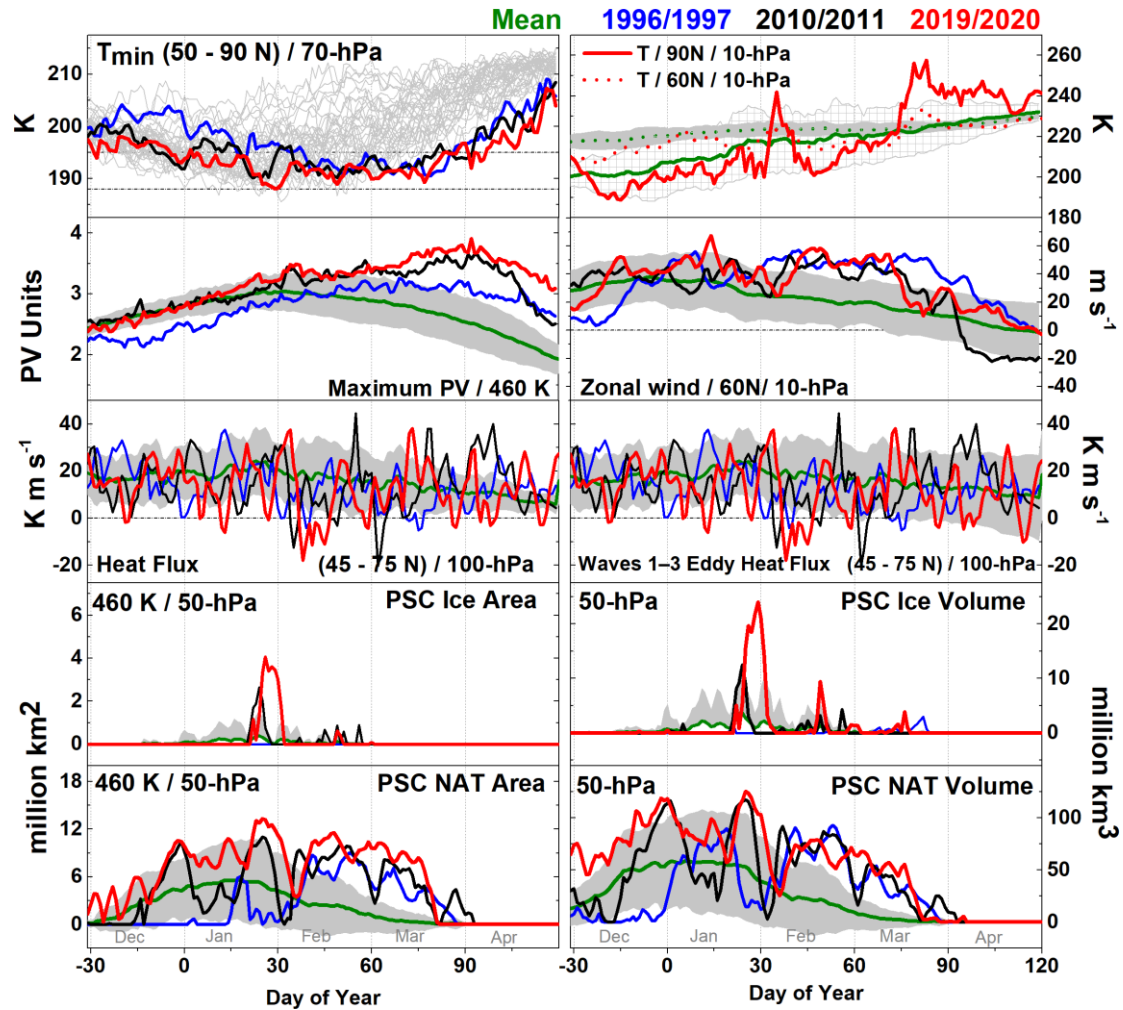 Mean 1996/1997 2010/2011 2019/2020
Tmin (50 - 90 N) / 70-hPa
K
210
200
190
T / 90N / 10-hPa
T / 60N / 10-hPa
K
260
240
220
200
180
PV Units
4
3
2
Maximum PV / 460 K
Zonal wind / 60N/ 10-hPa
m s-1
60
40
20
0
-20
-40
K m s-1
40
20
0
-20
Heat Flux (45 - 75 N) / 100-hPa
Waves 1–3 Eddy Heat Flux (45 - 75 N) / 100-hPa
K m s-1
40
20
0
-20
460 K / 50-hPa PSC Ice Area
6
4
2
0
50-hPa PSC Ice Volume
20
10
0
million km2
460 K / 50-hPa PSC NAT Area
18
12
6
0
Dec Jan Feb Mar Apr
50-hPa PSC NAT Volume
100
50
0
million km3
Dec Jan Feb Mar Apr
-30 0 30 60 90
Day of Year
-30 0 30 60 90 120
Day of Year